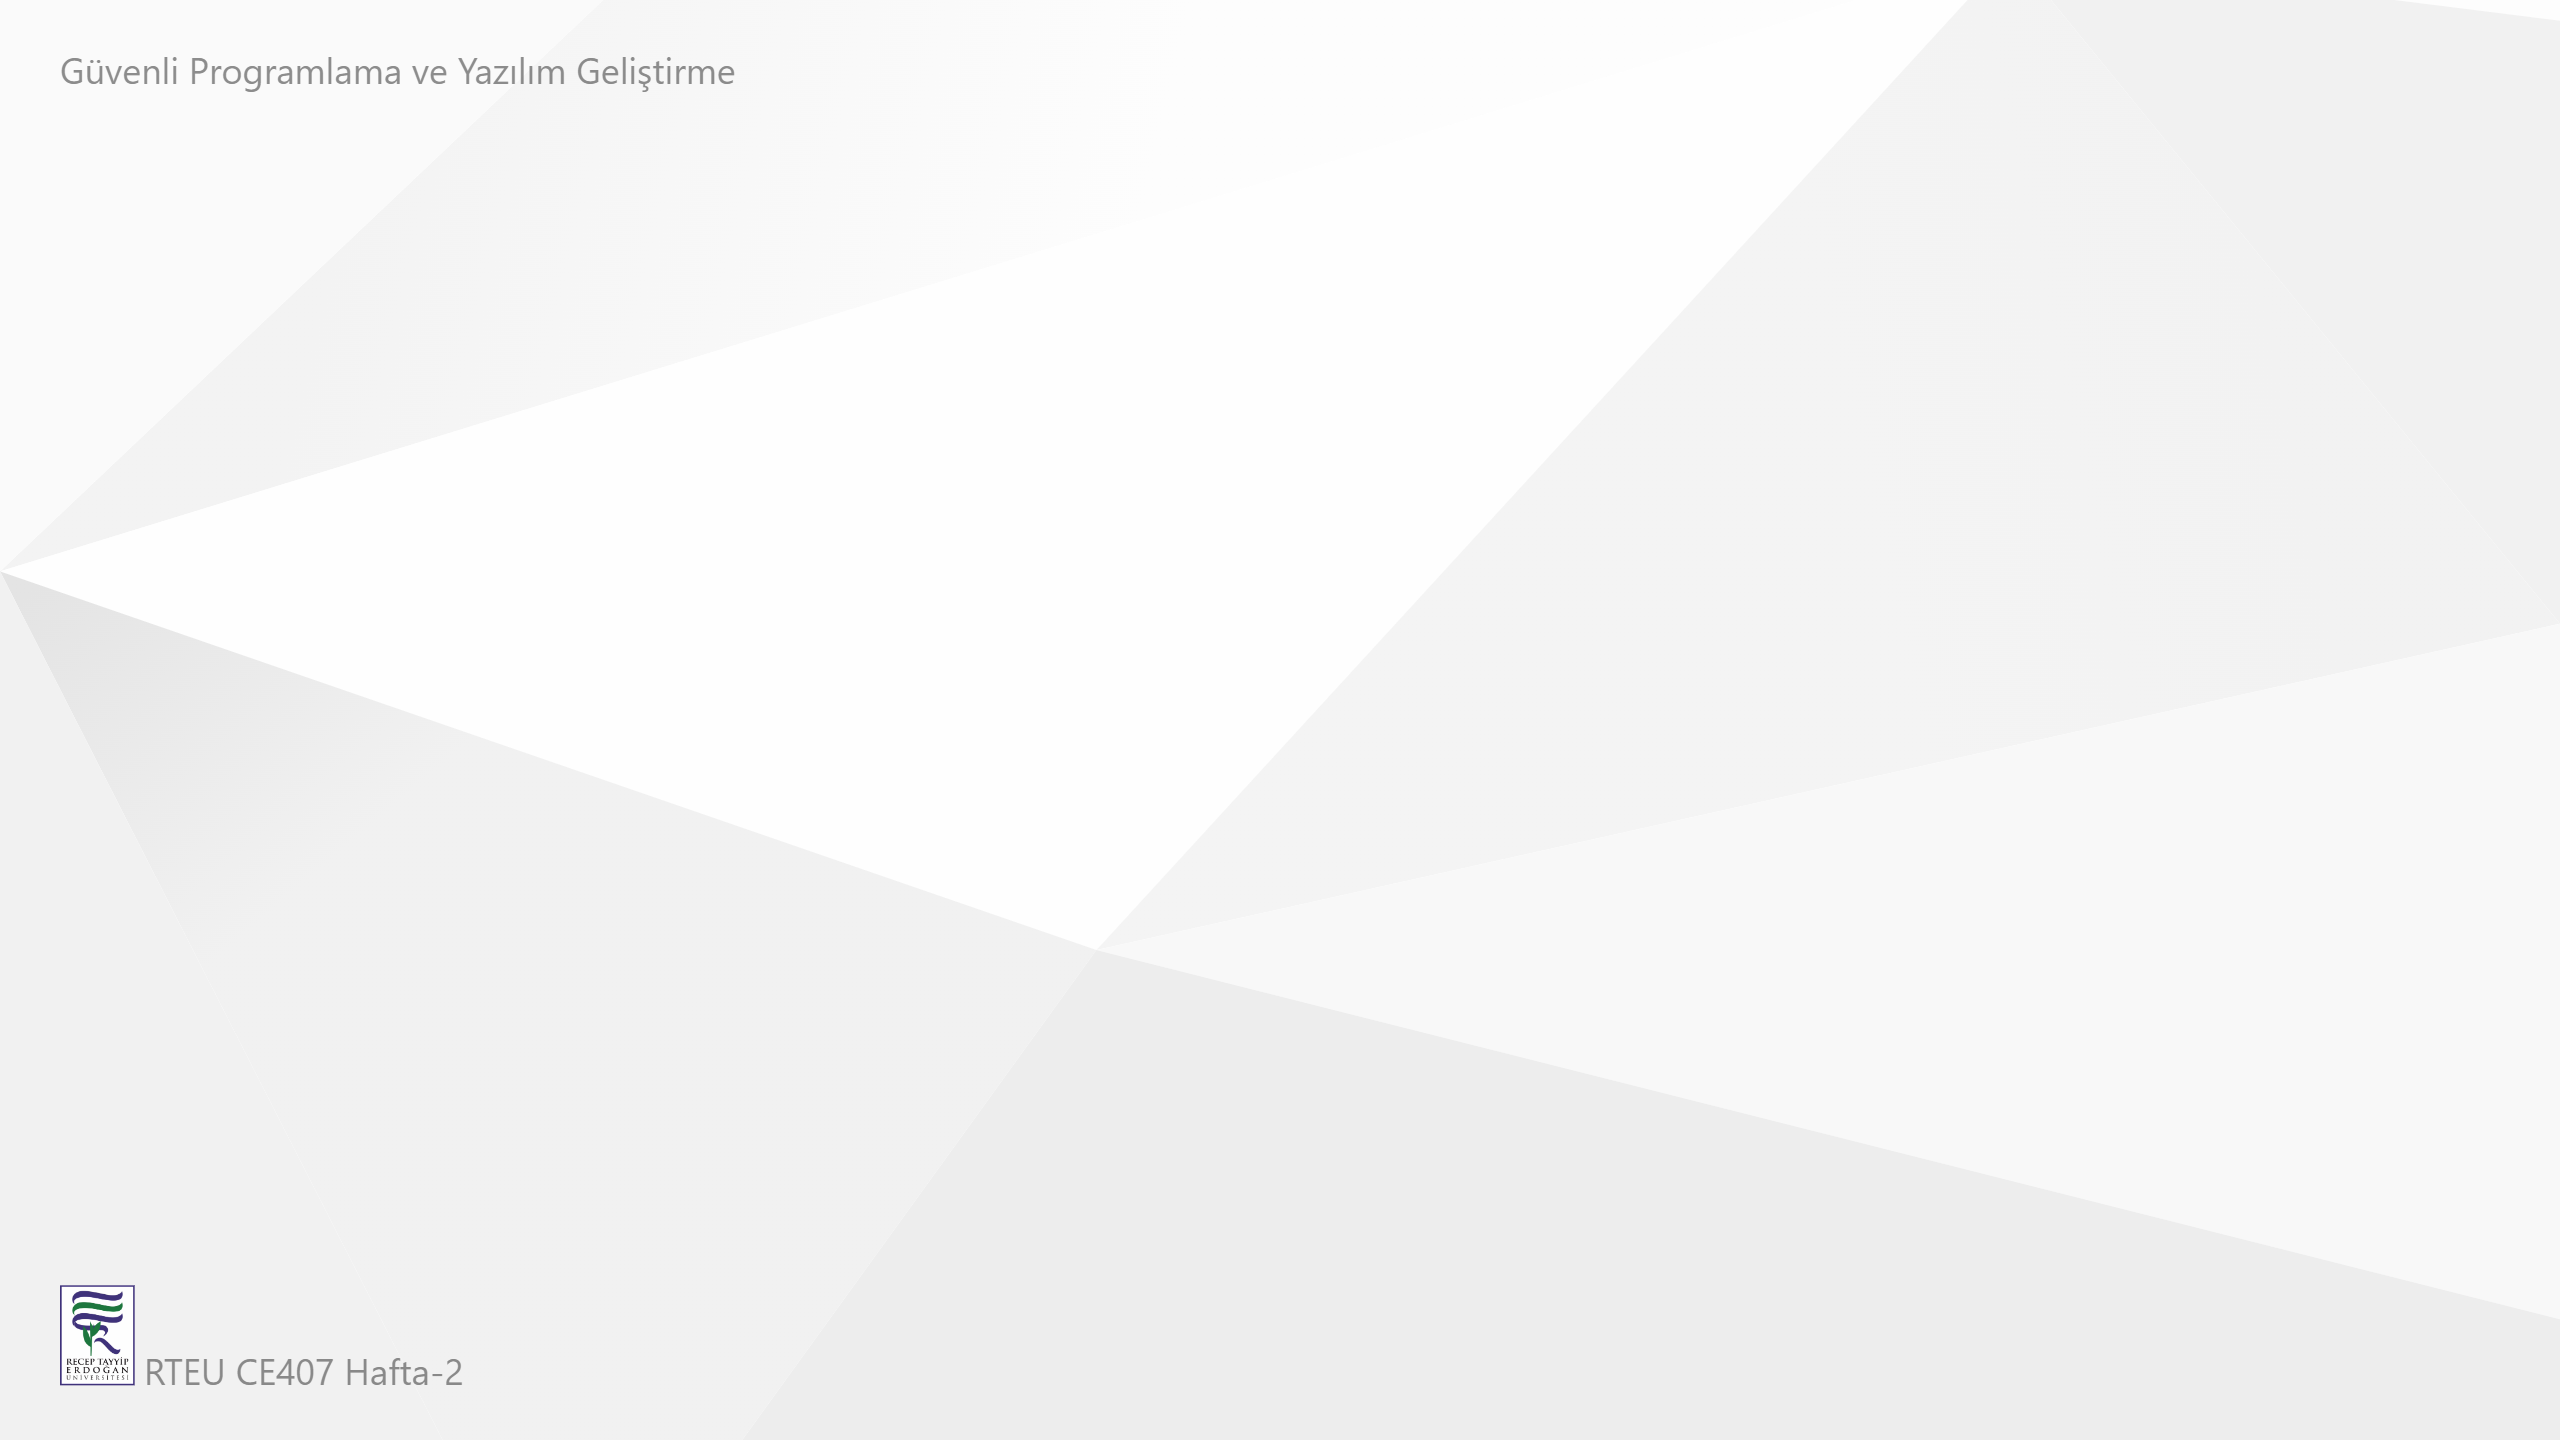 Güvenli Programlama ve Yazılım Geliştirme
RECEP TAYYİP
ERDOĞAN
ÜNİVERSİTESİ
RTEU CE407 Hafta-2